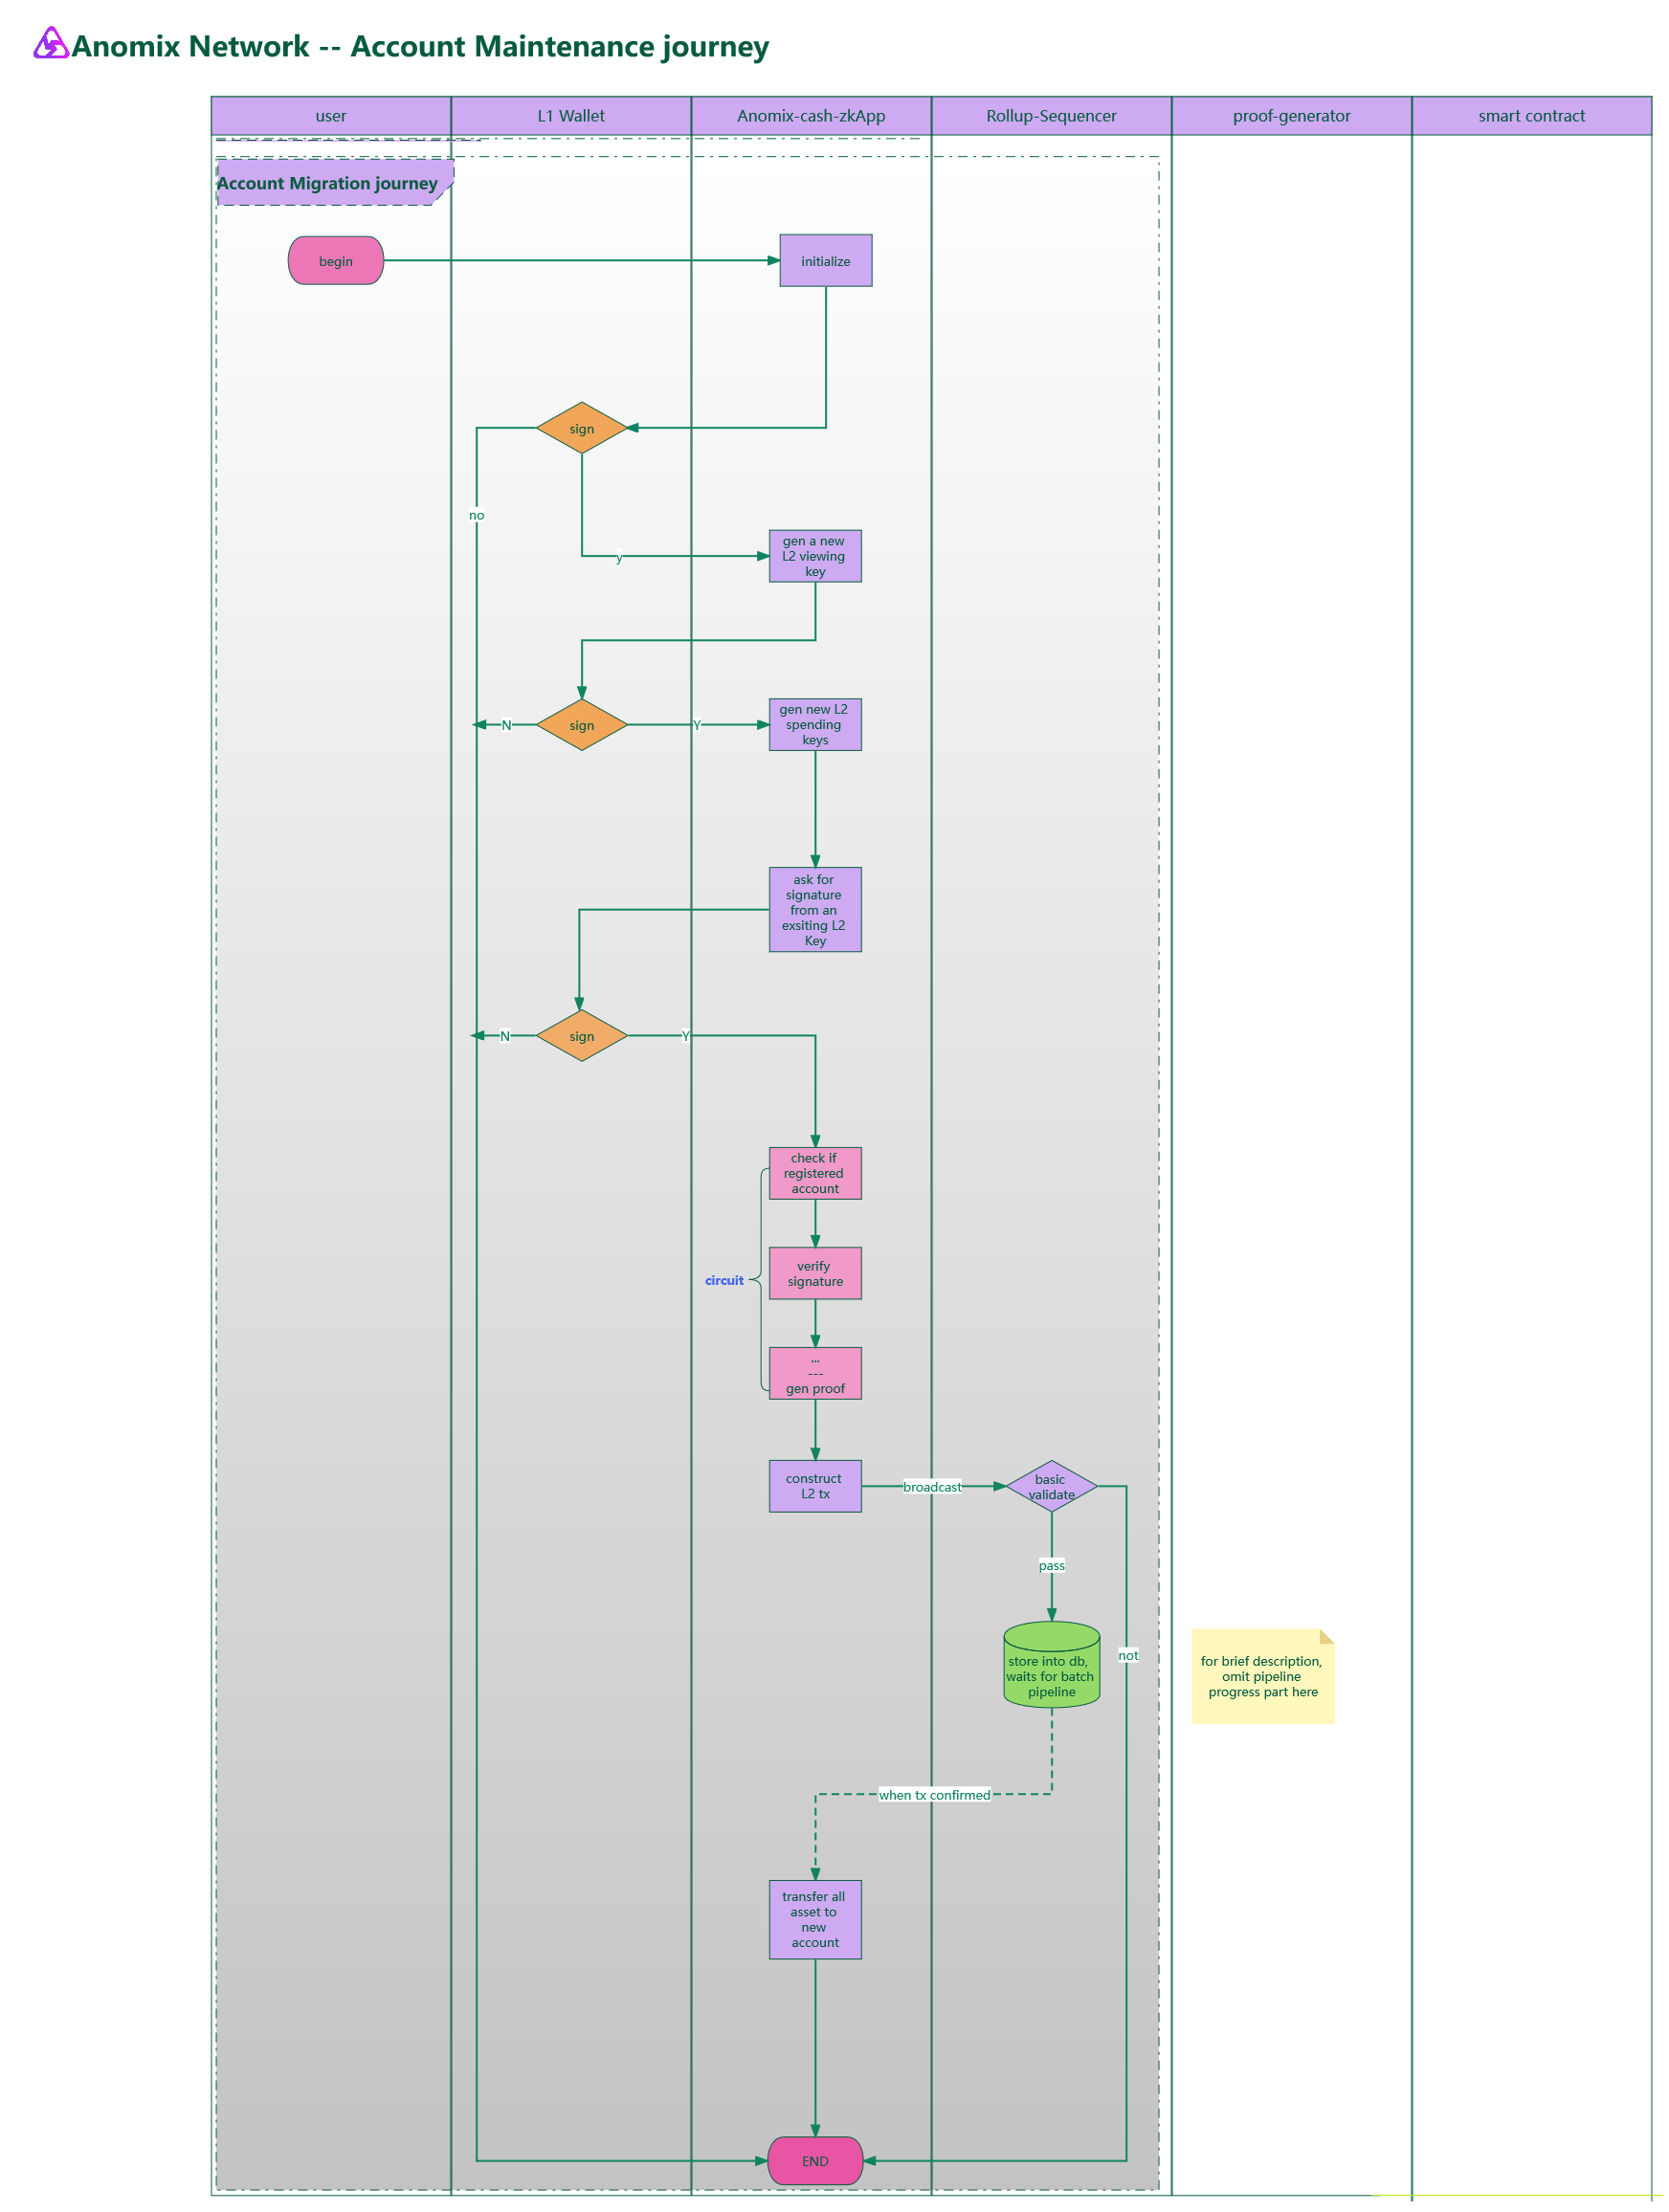 Anomix Network -- Account Maintenance journey
user
L1 Wallet
Anomix-cash-zkApp
Rollup-Sequencer
proof-generator
smart contract
Account Migration journey
begin
initialize
sign
no
y
gen a new
L2 viewing
key
N
sign
Y
gen new L2
spending
keys
ask for
signature
from an
exsiting L2
Key
N
sign
Y
check if
registered
account
circuit
verify
signature
...
---
gen proof
construct
L2 tx
broadcast
basic
validate
pass
not
store into db,
waits for batch
pipeline
for brief description,
omit pipeline
progress part here
when tx confirmed
transfer all
asset to
new
account
END